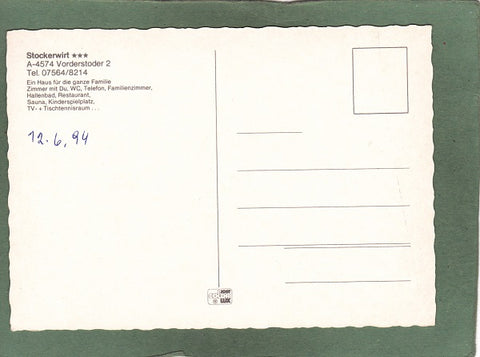 Stockerwirt ★★★
A-4574 Vorderstoder 2
Tel. 07564/8214
Ein Haus für die ganze Familie
Zimmer mit Du, WC, Telefon, Familienzimmer,
Hallenbad, Restaurant,
Sauna, Kinderspielplatz,
TV- + Tischtennisraum . . .
12. 6. 94